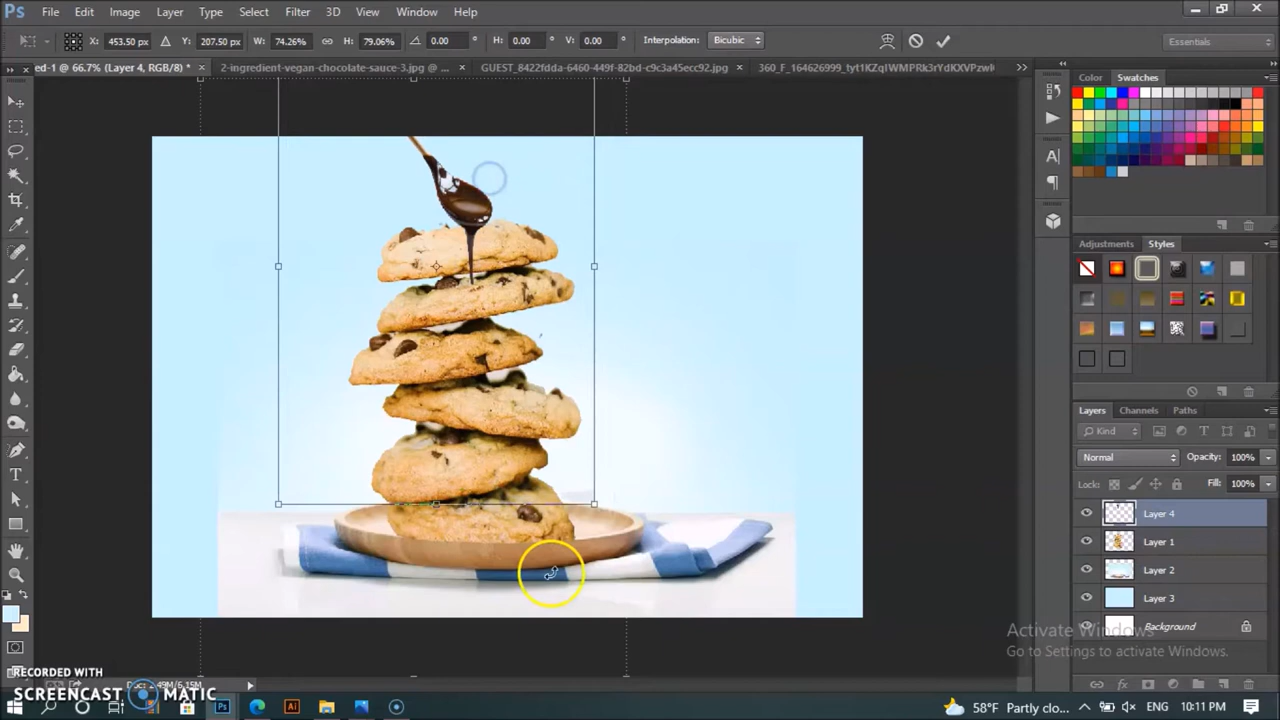 Ps File Edit Image Layer Type Select Filter 3D View Window Help
X: 453.50 px Y: 207.50 px W: 74.26% H: 79.06% 0.00 ° H: 0.00 ° V: 0.00 ° Interpolation: Bicubic Essentials
ed-1 @ 66.7% (Layer 4, RGB/8) * × 2-ingredient-vegan-chocolate-sauce-3.jpg @ ... × GUEST_8422fdda-6460-449f-82bd-c9c3a45ecc92.jpg ×
Color Swatches
Adjustments Styles
Layers Channels Paths
Kind
Normal Opacity: 100%
Lock: Fill: 100%
Layer 4
Layer 1
Layer 2
Layer 3
Background
Activate Windows
Go to Settings to activate Windows.
RECORDED WITH
SCREENCAST MATIC
58°F Partly clo... ENG 10:11 PM